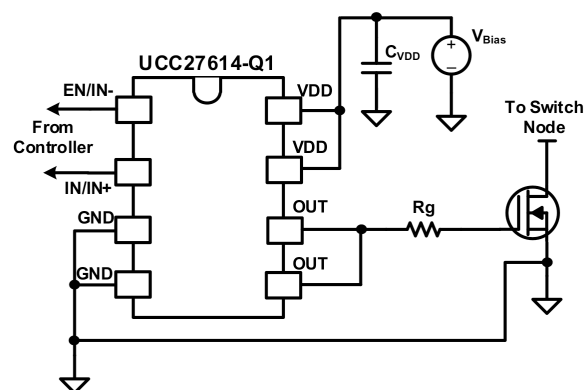 UCC27614-Q1
EN/IN-
From
Controller
IN/IN+
GND
GND
VDD
VDD
OUT
OUT
CVDD
VBias
+
–
Rg
To Switch
Node